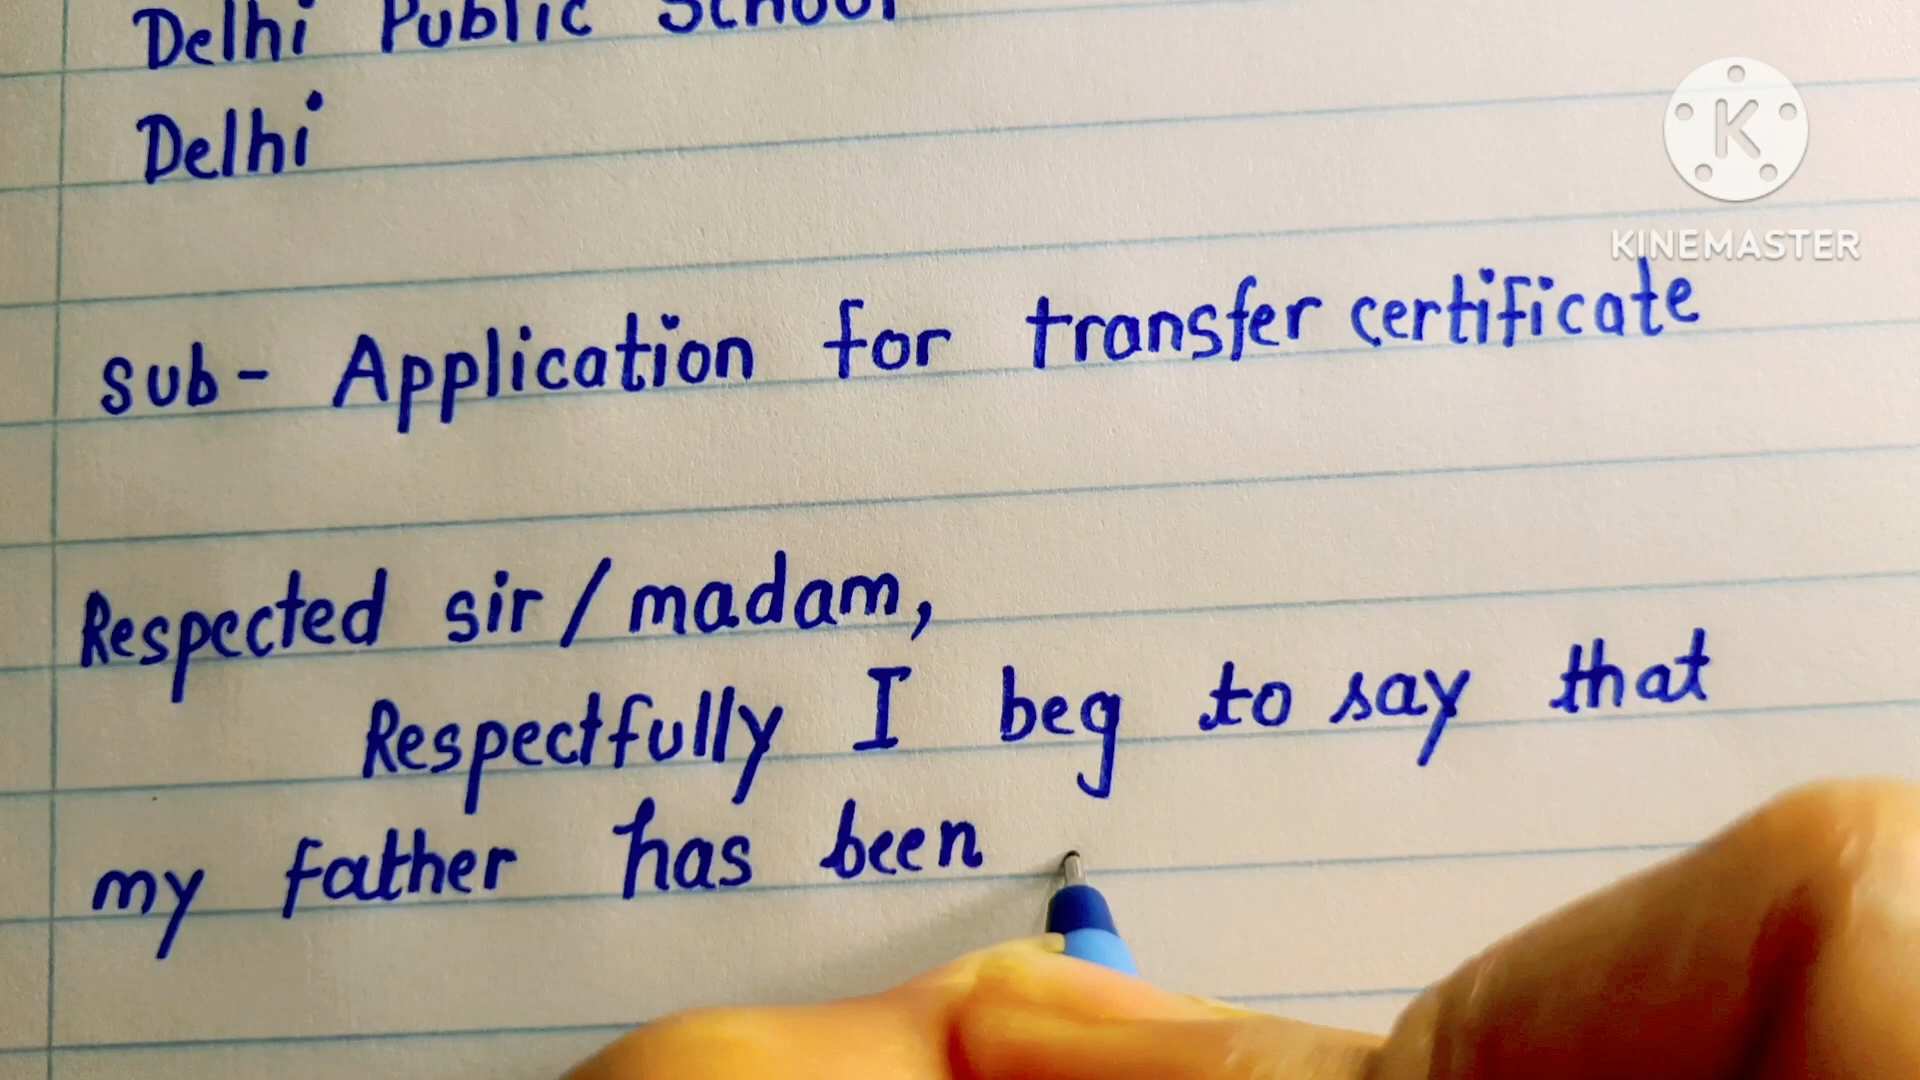 Delhi Public School
Delhi
KINEMASTER
sub- Application for transfer certificate
Respected sir/madam,
Respectfully I beg to say that
my father has been